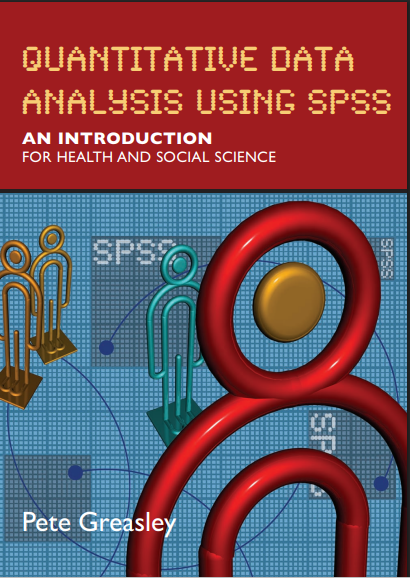 QUANTITATIVE DATA
ANALYSIS USING SPSS
AN INTRODUCTION
FOR HEALTH AND SOCIAL SCIENCE
SPSS
SPSS
SPSS
Pete Greasley